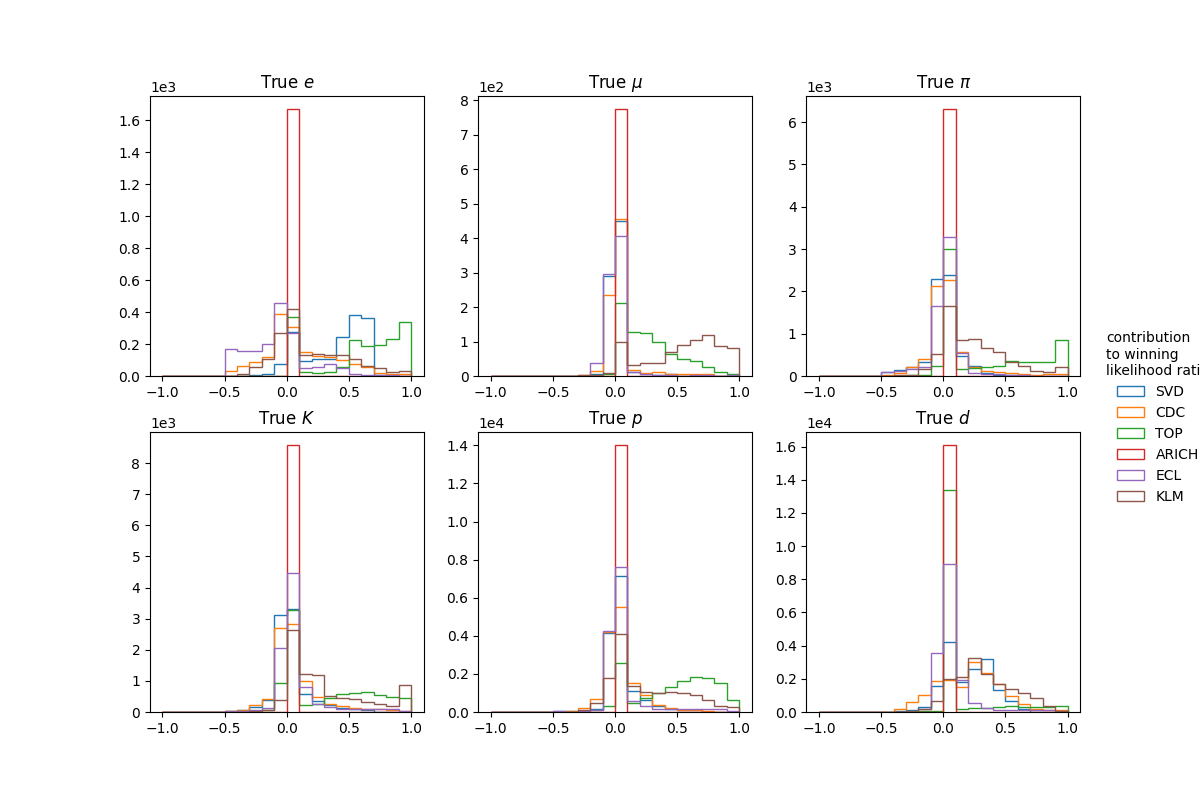 True e
1e3
1.6
1.4
1.2
1.0
0.8
0.6
0.4
0.2
0.0
−1.0 −0.5 0.0 0.5 1.0
True μ
1e2
8
7
6
5
4
3
2
1
0
−1.0 −0.5 0.0 0.5 1.0
True π
1e3
6
5
4
3
2
1
0
−1.0 −0.5 0.0 0.5 1.0
True K
1e3
8
7
6
5
4
3
2
1
0
−1.0 −0.5 0.0 0.5 1.0
True p
1e4
1.4
1.2
1.0
0.8
0.6
0.4
0.2
0.0
−1.0 −0.5 0.0 0.5 1.0
True d
1e4
1.6
1.4
1.2
1.0
0.8
0.6
0.4
0.2
0.0
−1.0 −0.5 0.0 0.5 1.0
contribution
to winning
likelihood rati
SVD
CDC
TOP
ARICH
ECL
KLM